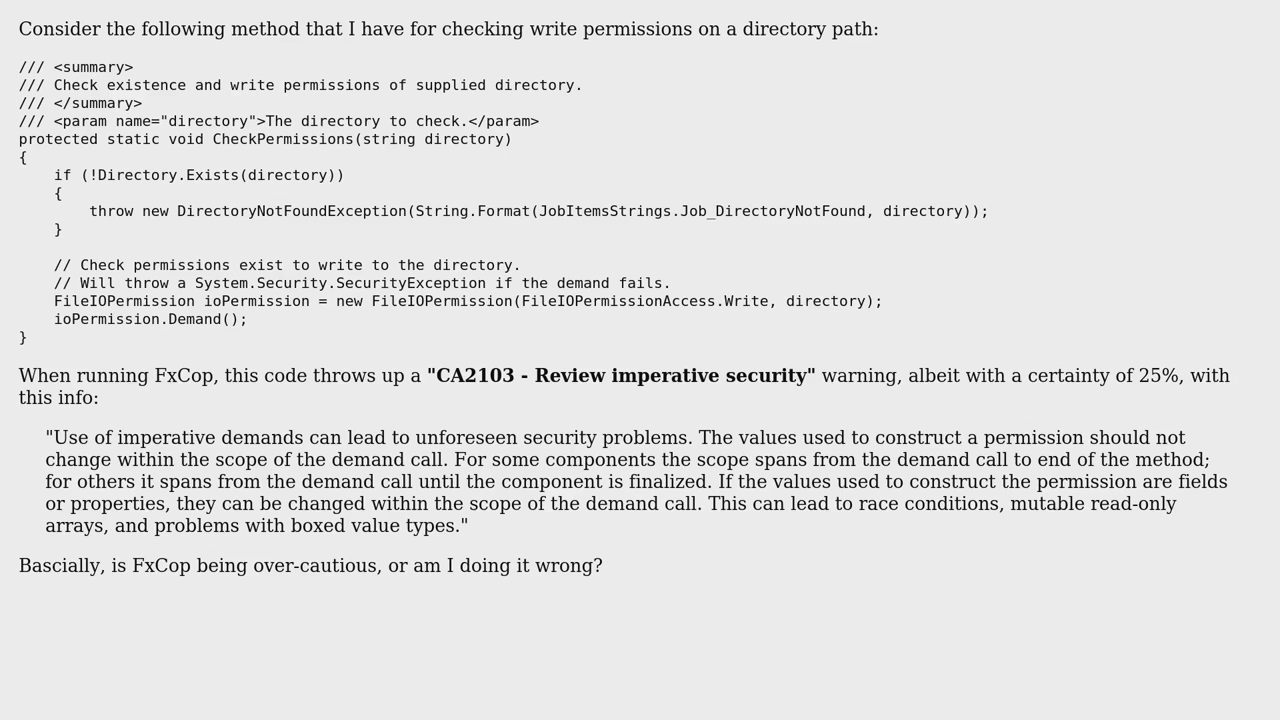 Consider the following method that I have for checking write permissions on a directory path:
/// <summary>
/// Check existence and write permissions of supplied directory.
/// </summary>
/// <param name="directory">The directory to check.</param>
protected static void CheckPermissions(string directory)
{
    if (!Directory.Exists(directory))
    {
        throw new DirectoryNotFoundException(String.Format(JobItemsStrings.Job_DirectoryNotFound, directory));
    }
    // Check permissions exist to write to the directory.
    // Will throw a System.Security.SecurityException if the demand fails.
    FileIOPermission ioPermission = new FileIOPermission(FileIOPermissionAccess.Write, directory);
    ioPermission.Demand();
}
When running FxCop, this code throws up a "CA2103 - Review imperative security" warning, albeit with a certainty of 25%, with
this info:
"Use of imperative demands can lead to unforeseen security problems. The values used to construct a permission should not
change within the scope of the demand call. For some components the scope spans from the demand call to end of the method;
for others it spans from the demand call until the component is finalized. If the values used to construct the permission are fields
or properties, they can be changed within the scope of the demand call. This can lead to race conditions, mutable read-only
arrays, and problems with boxed value types."
Bascially, is FxCop being over-cautious, or am I doing it wrong?